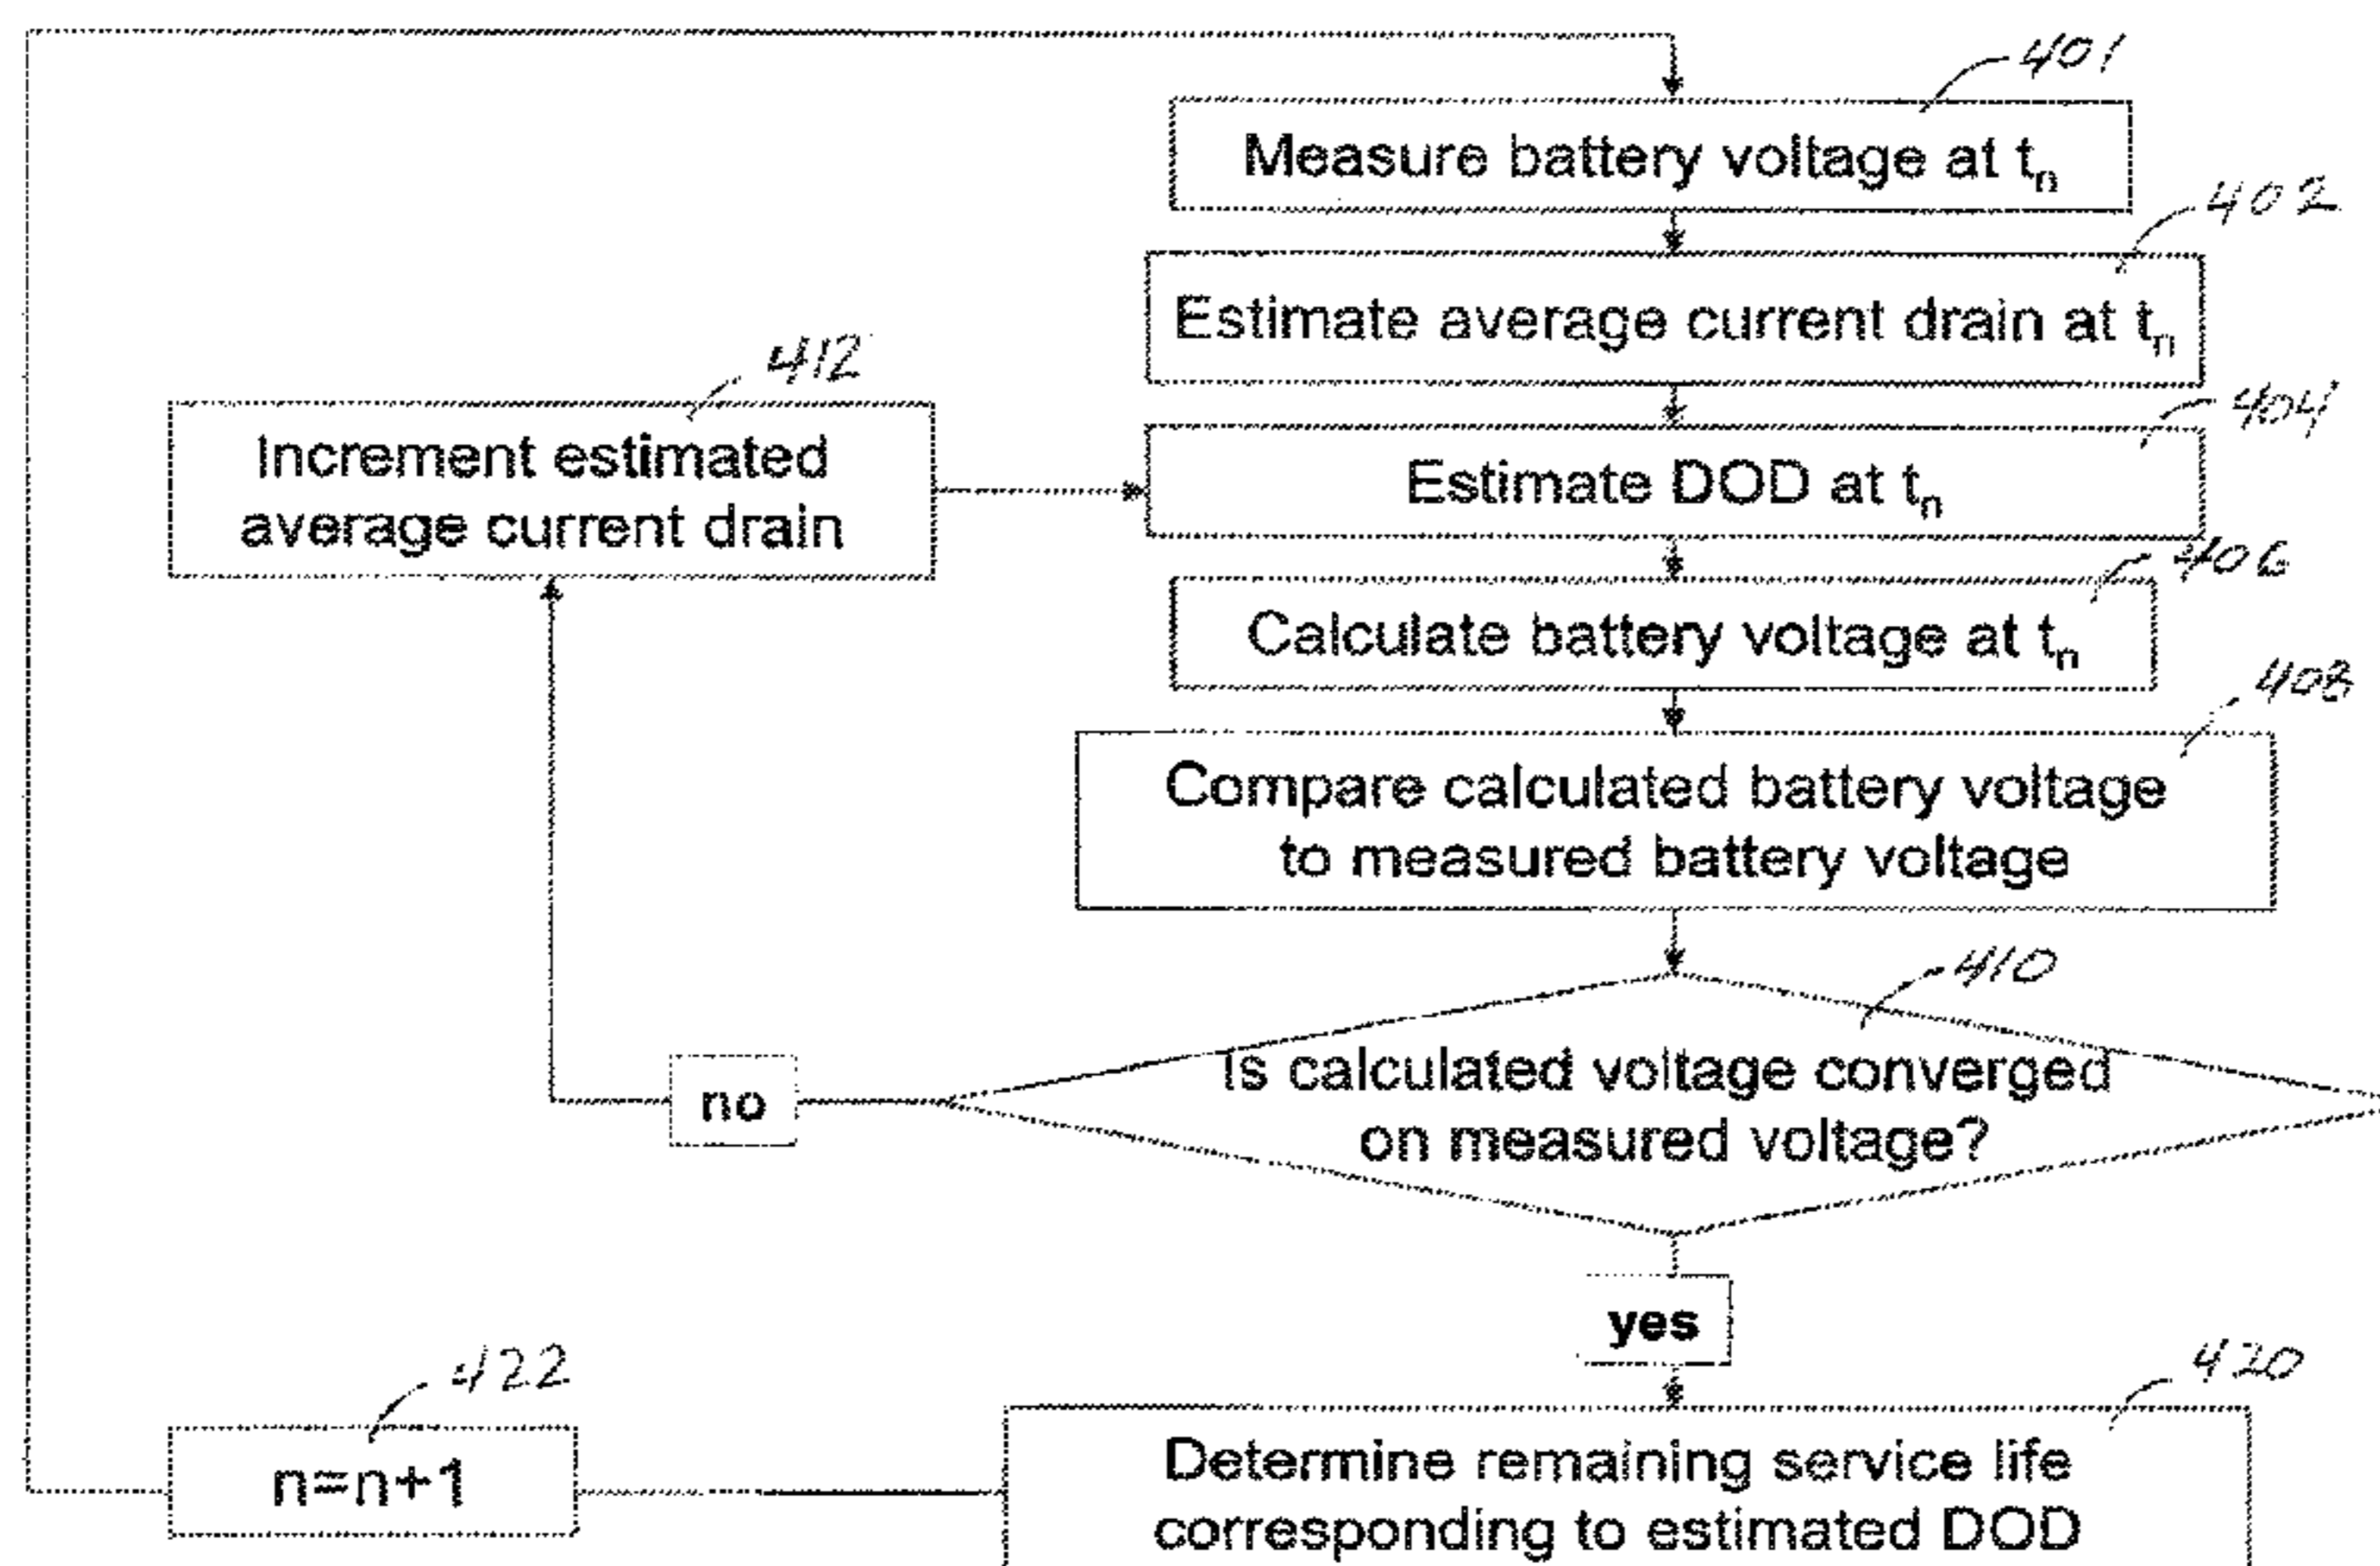 401
Measure battery voltage at tn
402
Estimate average current drain at tn
412
404
Increment estimated
average current drain
Estimate DOD at tn
406
Calculate battery voltage at tn
408
Compare calculated battery voltage
to measured battery voltage
410
Is calculated voltage converged
on measured voltage?
no
yes
422
420
n=n+1
Determine remaining service life
corresponding to estimated DOD